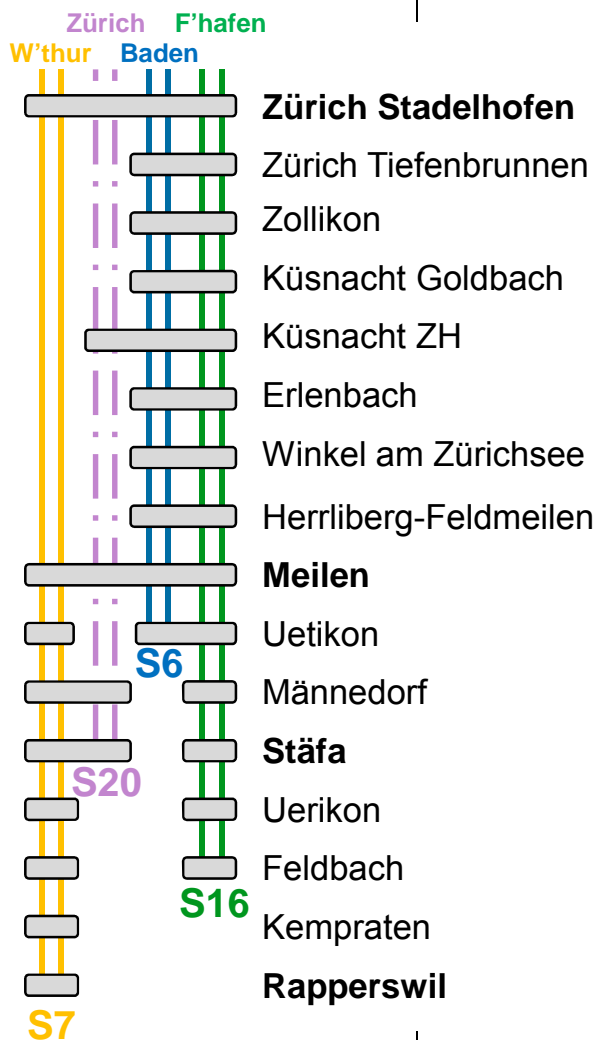 Zürich F'hafen
W'thur Baden
Zürich Stadelhofen
Zürich Tiefenbrunnen
Zollikon
Küsnacht Goldbach
Küsnacht ZH
Erlenbach
Winkel am Zürichsee
Herrliberg-Feldmeilen
Meilen
Uetikon
S6
Männedorf
Stäfa
S20
Uerikon
Feldbach
S16
Kempraten
Rapperswil
S7